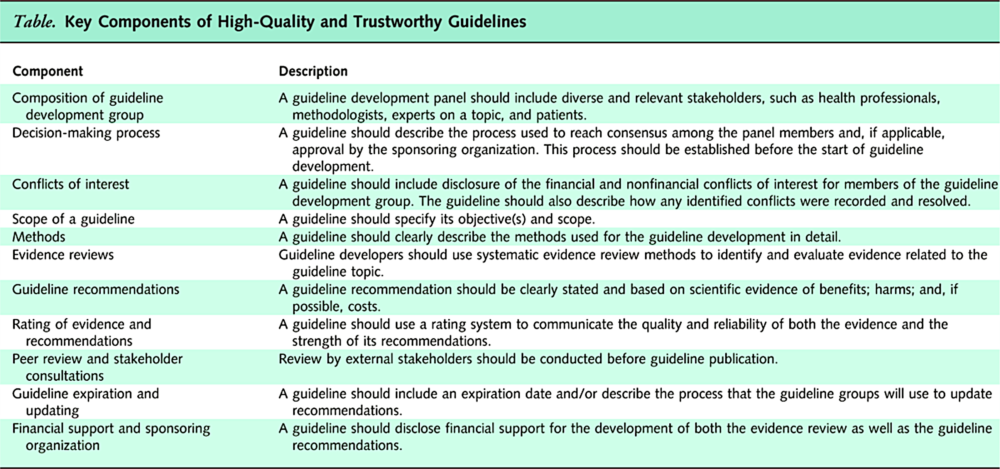 Table. Key Components of High-Quality and Trustworthy Guidelines
Component Description
Composition of guideline A guideline development panel should include diverse and relevant stakeholders, such as health professionals,
development group methodologists, experts on a topic, and patients.
Decision-making process A guideline should describe the process used to reach consensus among the panel members and, if applicable,
approval by the sponsoring organization. This process should be established before the start of guideline
development.
Conflicts of interest A guideline should include disclosure of the financial and nonfinancial conflicts of interest for members of the guideline
development group. The guideline should also describe how any identified conflicts were recorded and resolved.
Scope of a guideline A guideline should specify its objective(s) and scope.
Methods A guideline should clearly describe the methods used for the guideline development in detail.
Evidence reviews Guideline developers should use systematic evidence review methods to identify and evaluate evidence related to the
guideline topic.
Guideline recommendations A guideline recommendation should be clearly stated and based on scientific evidence of benefits; harms; and, if
possible, costs.
Rating of evidence and A guideline should use a rating system to communicate the quality and reliability of both the evidence and the
recommendations strength of its recommendations.
Peer review and stakeholder Review by external stakeholders should be conducted before guideline publication.
consultations
Guideline expiration and A guideline should include an expiration date and/or describe the process that the guideline groups will use to update
updating recommendations.
Financial support and sponsoring A guideline should disclose financial support for the development of both the evidence review as well as the guideline
organization recommendations.